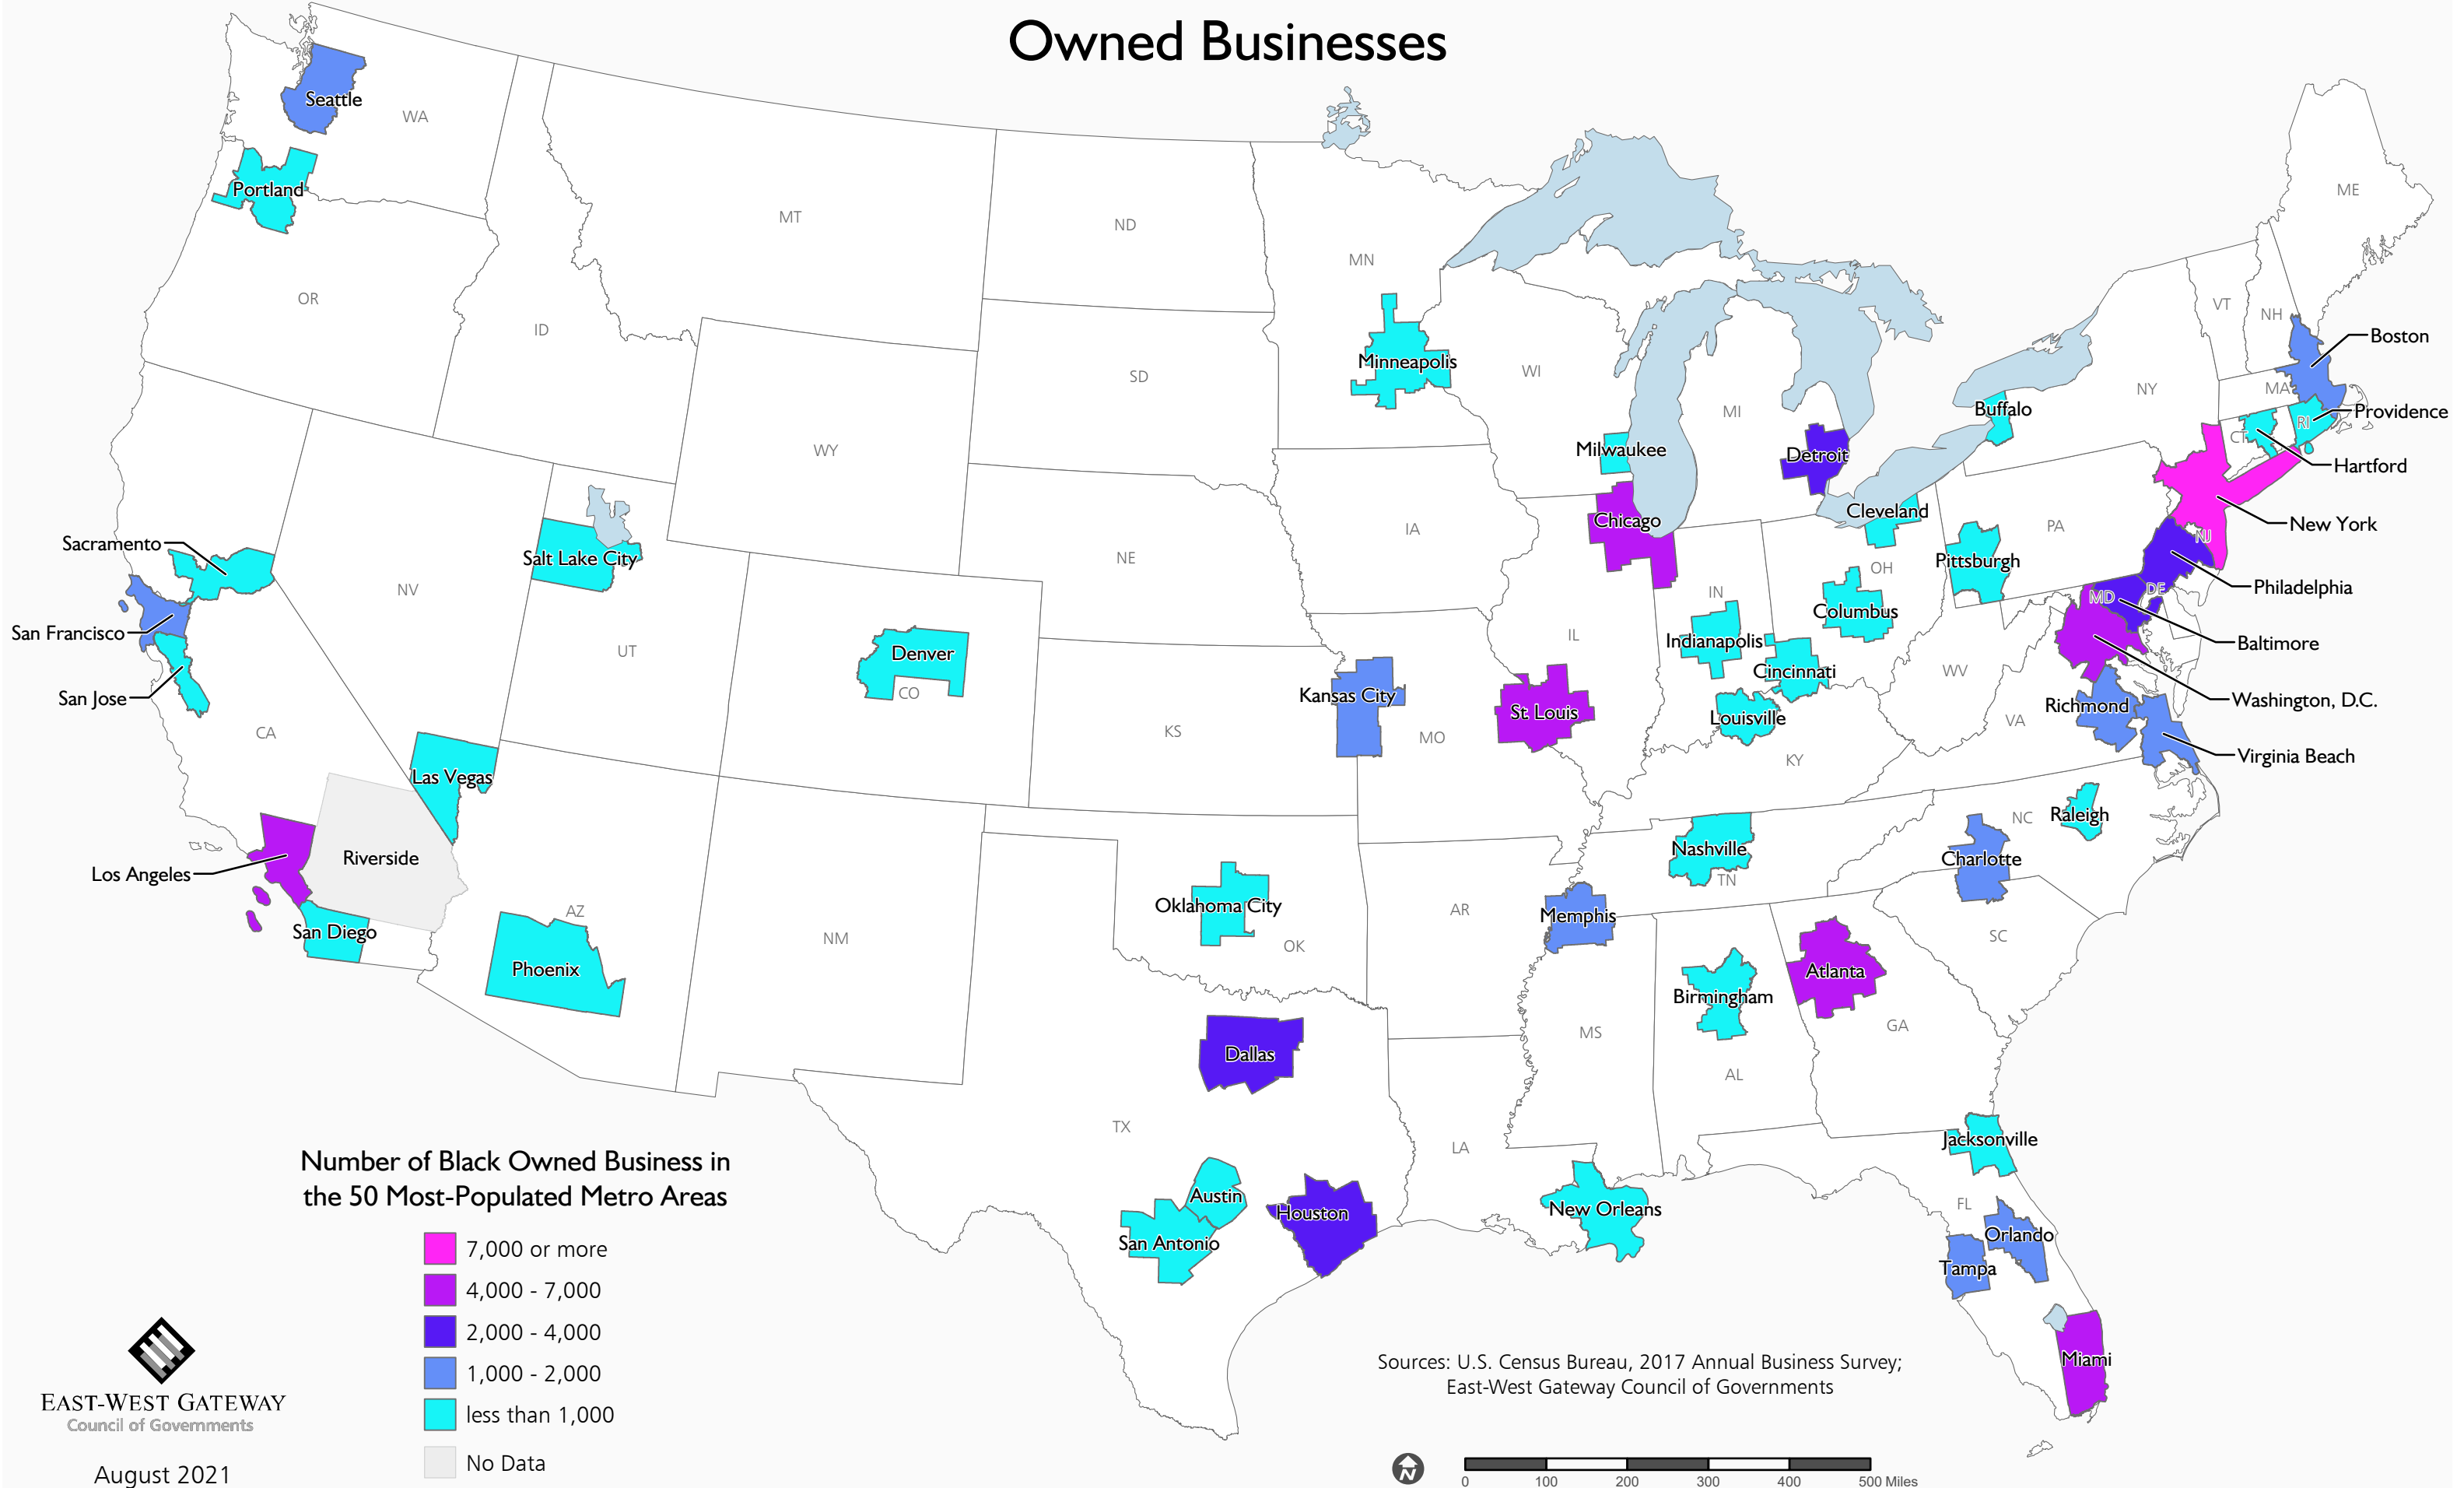 Owned Businesses
Seattle
WA
Portland
OR
ID
MT
ND
SD
MN
Minneapolis
WI
MI
WY
NE
IA
Milwaukee
Chicago
Detroit
Cleveland
Buffalo
NY
VT
NH
ME
MA
Boston
RI
Providence
CT
Hartford
New York
NJ
PA
Philadelphia
DE
MD
Baltimore
Washington, D.C.
Pittsburgh
OH
Columbus
IN
Indianapolis
Cincinnati
Louisville
KY
WV
VA
Richmond
Virginia Beach
IL
St Louis
MO
Kansas City
KS
Denver
CO
UT
Salt Lake City
NV
Sacramento
San Francisco
San Jose
CA
Las Vegas
Los Angeles
Riverside
San Diego
AZ
Phoenix
NM
Oklahoma City
OK
AR
Memphis
Nashville
TN
NC
Raleigh
Charlotte
SC
Atlanta
GA
Birmingham
AL
MS
LA
New Orleans
Dallas
TX
Austin
San Antonio
Houston
Jacksonville
FL
Orlando
Tampa
Miami
Number of Black Owned Business in
the 50 Most-Populated Metro Areas
7,000 or more
4,000 - 7,000
2,000 - 4,000
1,000 - 2,000
less than 1,000
No Data
EAST-WEST GATEWAY
Council of Governments
August 2021
Sources: U.S. Census Bureau, 2017 Annual Business Survey;
East-West Gateway Council of Governments
N
0 100 200 300 400 500 Miles